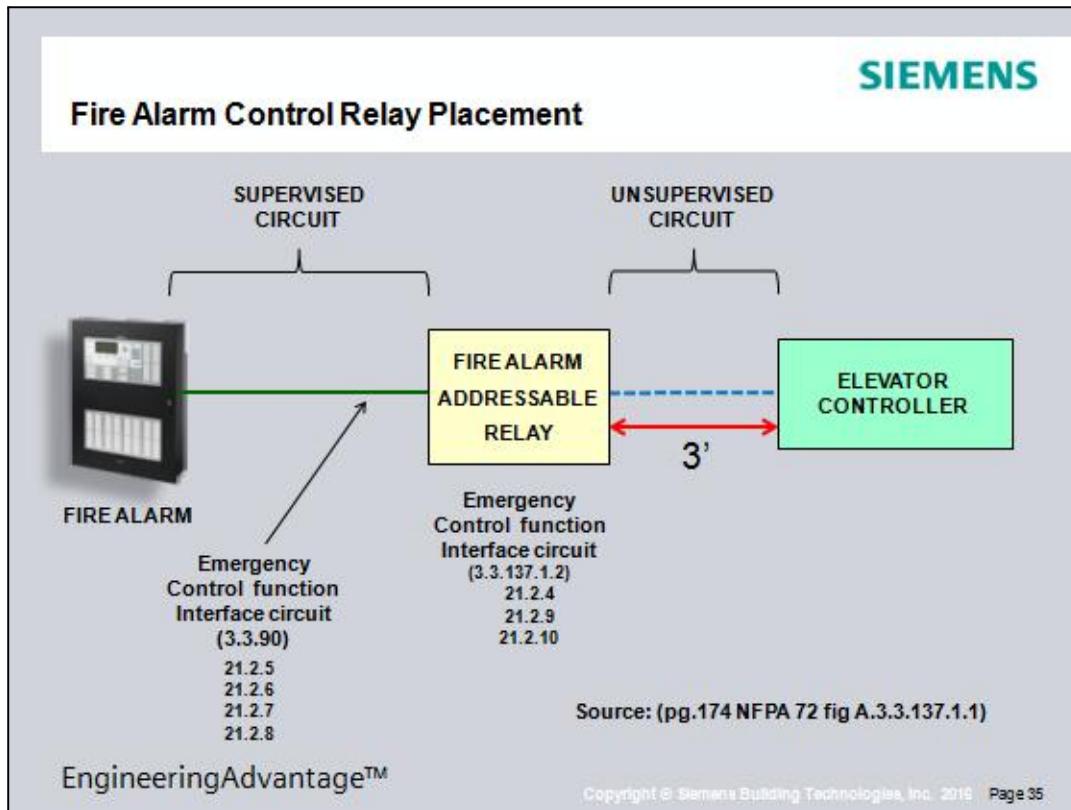 SIEMENS
Fire Alarm Control Relay Placement
SUPERVISED
CIRCUIT
UNSUPERVISED
CIRCUIT
FIRE ALARM
ADDRESSABLE
RELAY
ELEVATOR
CONTROLLER
3’
FIRE ALARM
Emergency
Control function
Interface circuit
(3.3.90)
21.2.5
21.2.6
21.2.7
21.2.8
Emergency
Control function
Interface circuit
(3.3.137.1.2)
21.2.4
21.2.9
21.2.10
Source: (pg.174 NFPA 72 fig A.3.3.137.1.1)
EngineeringAdvantage™
Copyright © Siemens Building Technologies, Inc. 2016 Page 35